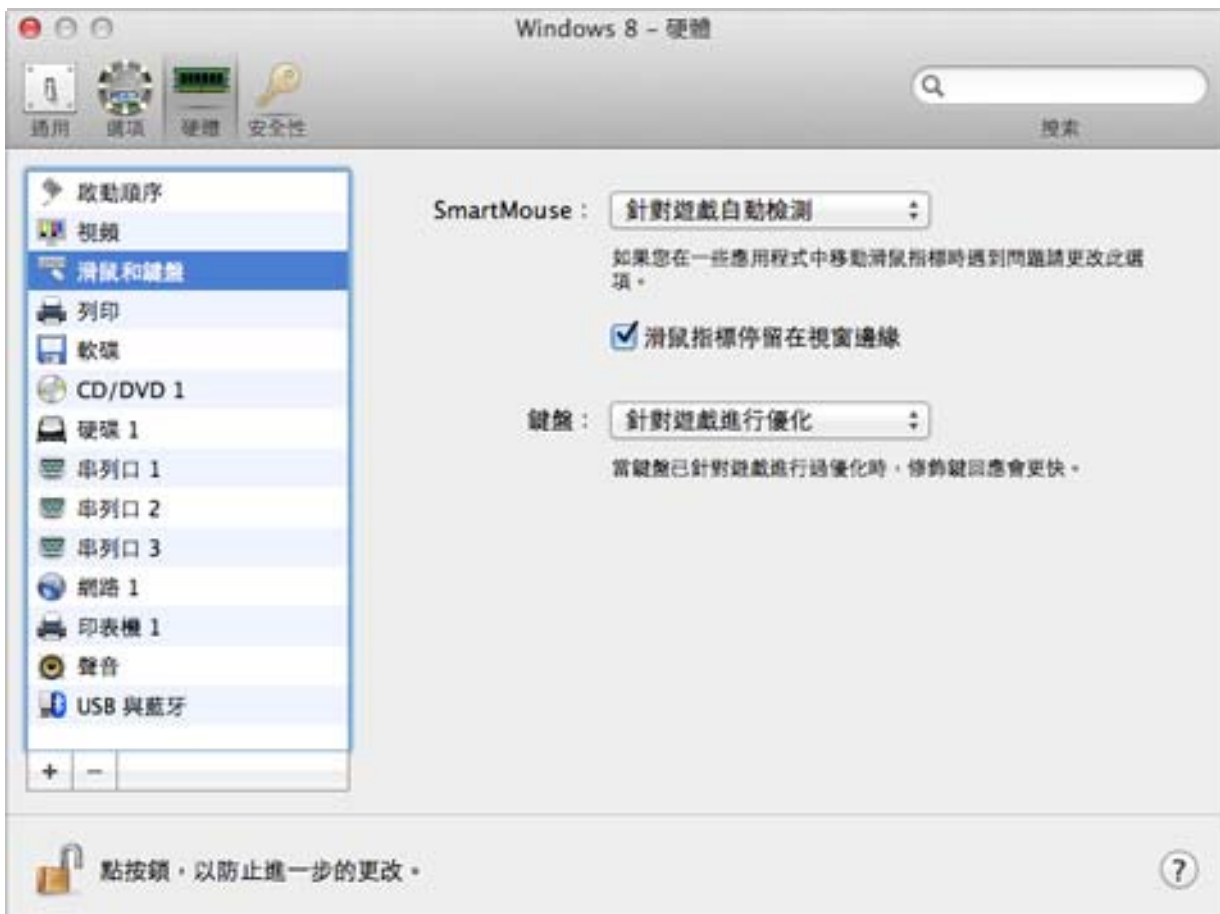 Windows 8 – 硬體
通用 選項 硬體 安全性
搜索
啟動順序
視頻
滑鼠和鍵盤
列印
軟碟
CD/DVD 1
硬碟 1
串列口 1
串列口 2
串列口 3
網路 1
印表機 1
聲音
USB 與藍牙
SmartMouse：
針對遊戲自動檢測
如果您在一些應用程式中移動滑鼠指標時遇到問題請更改此選
項。
滑鼠指標停留在視窗邊緣
鍵盤：
針對遊戲進行優化
當鍵盤已針對遊戲進行過優化時，修飾鍵回應會更快。
點按鎖，以防止進一步的更改。